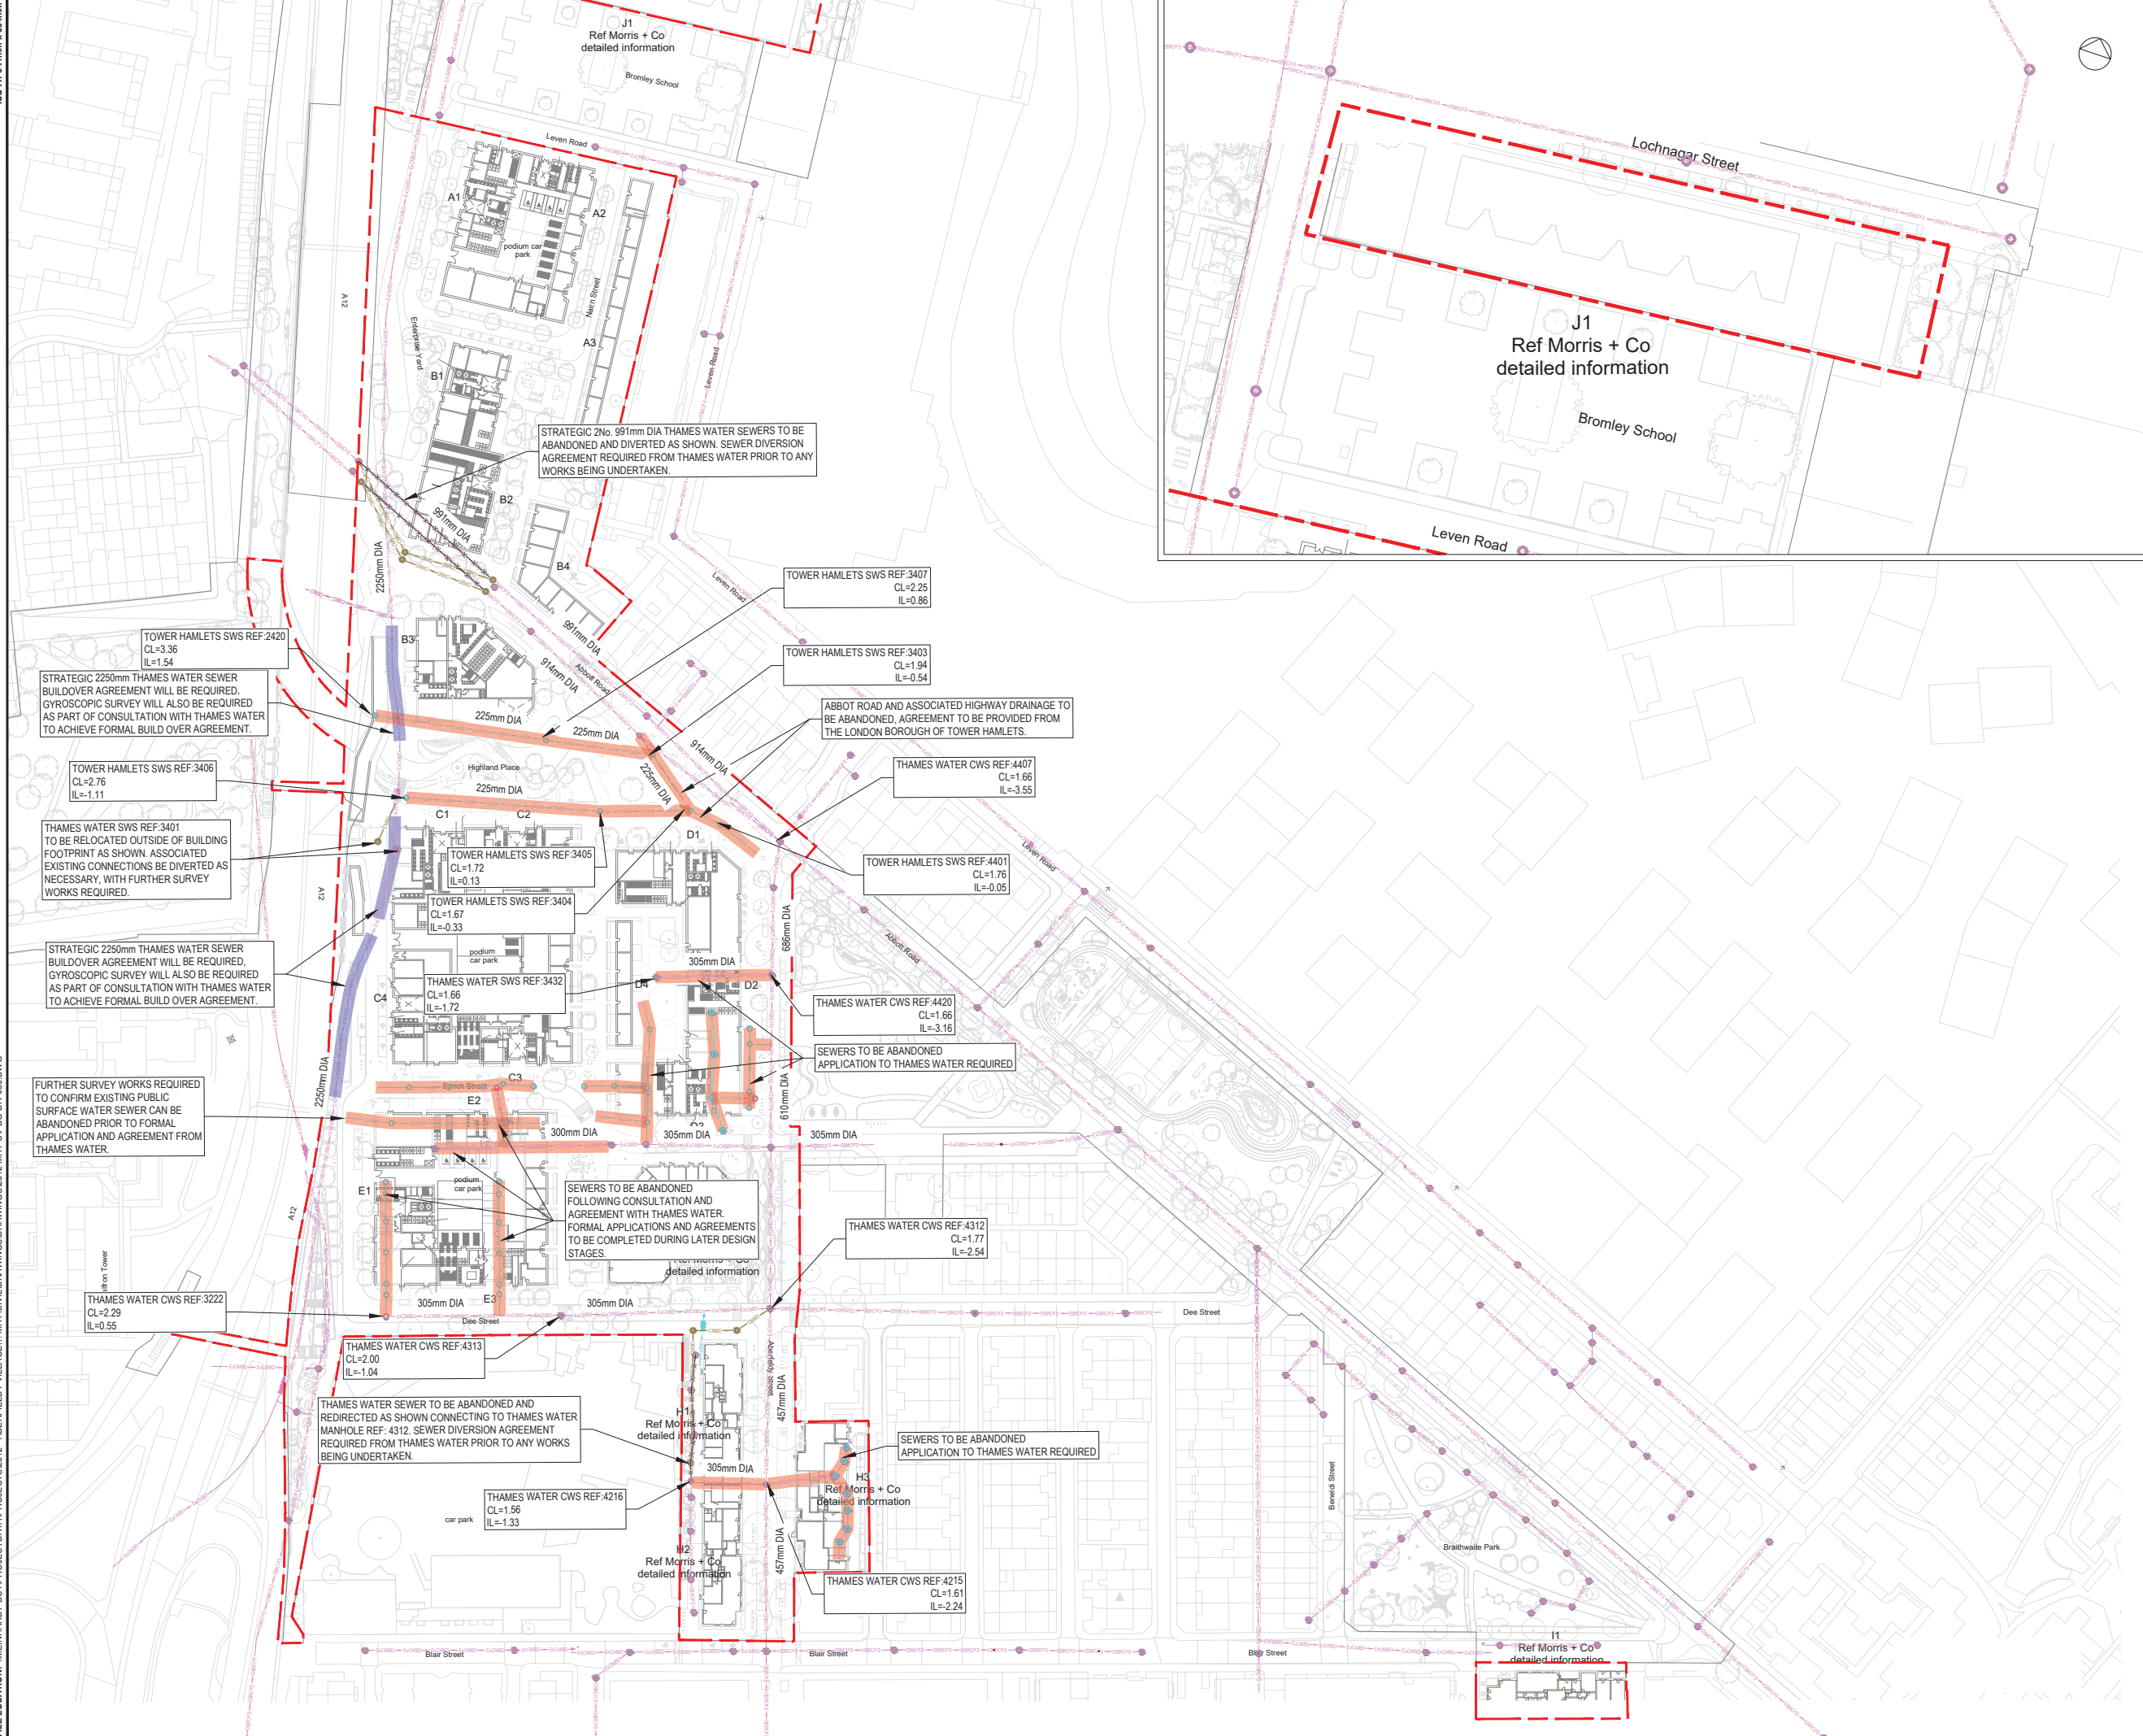 J1
Ref Morris + Co
detailed information
Bromley School
Leven Road
A1
A2
podium car
park
Nairn Street
A12
Enterprise Yard
A3
B1
Leven Road
STRATEGIC 2No. 991mm DIA THAMES WATER SEWERS TO BE
ABANDONED AND DIVERTED AS SHOWN. SEWER DIVERSION
AGREEMENT REQUIRED FROM THAMES WATER PRIOR TO ANY
WORKS BEING UNDERTAKEN.
B2
991mm DIA
2250mm DIA
B4
Lochnagar Street
J1
Ref Morris + Co
detailed information
Bromley School
Leven Road
TOWER HAMLETS SWS REF:3407
CL=2.25
IL=0.86
Leven Road
991mm DIA
TOWER HAMLETS SWS REF:2420
CL=3.36
IL=1.54
B3
914mm DIA
Abbott Road
TOWER HAMLETS SWS REF:3403
CL=1.94
IL=-0.54
STRATEGIC 2250mm THAMES WATER SEWER
BUILDOVER AGREEMENT WILL BE REQUIRED,
GYROSCOPIC SURVEY WILL ALSO BE REQUIRED
AS PART OF CONSULTATION WITH THAMES WATER
TO ACHIEVE FORMAL BUILD OVER AGREEMENT.
225mm DIA
225mm DIA
ABBOT ROAD AND ASSOCIATED HIGHWAY DRAINAGE TO
BE ABANDONED, AGREEMENT TO BE PROVIDED FROM
THE LONDON BOROUGH OF TOWER HAMLETS.
914mm DIA
TOWER HAMLETS SWS REF:3406
CL=2.76
IL=-1.11
Highland Place
225mm DIA
225mm DIA
THAMES WATER CWS REF:4407
CL=1.66
IL=-3.55
C1
C2
D1
THAMES WATER SWS REF:3401
TO BE RELOCATED OUTSIDE OF BUILDING
FOOTPRINT AS SHOWN. ASSOCIATED
EXISTING CONNECTIONS BE DIVERTED AS
NECESSARY, WITH FURTHER SURVEY
WORKS REQUIRED.
TOWER HAMLETS SWS REF:3405
CL=1.72
IL=0.13
Leven Road
TOWER HAMLETS SWS REF:4401
CL=1.76
IL=-0.05
A12
TOWER HAMLETS SWS REF:3404
CL=1.67
IL=-0.33
686mm DIA
Abbott Road
STRATEGIC 2250mm THAMES WATER SEWER
BUILDOVER AGREEMENT WILL BE REQUIRED,
GYROSCOPIC SURVEY WILL ALSO BE REQUIRED
AS PART OF CONSULTATION WITH THAMES WATER
TO ACHIEVE FORMAL BUILD OVER AGREEMENT.
podium
car park
305mm DIA
THAMES WATER SWS REF:3432
CL=1.66
IL=-1.72
C4
D4
D2
THAMES WATER CWS REF:4420
CL=1.66
IL=-3.16
SEWERS TO BE ABANDONED
APPLICATION TO THAMES WATER REQUIRED
2250mm DIA
FURTHER SURVEY WORKS REQUIRED
TO CONFIRM EXISTING PUBLIC
SURFACE WATER SEWER CAN BE
ABANDONED PRIOR TO FORMAL
APPLICATION AND AGREEMENT FROM
THAMES WATER.
Ettrick Street
C3
E2
610mm DIA
D3
300mm DIA
305mm DIA
305mm DIA
E1
podium
car park
SEWERS TO BE ABANDONED
FOLLOWING CONSULTATION AND
AGREEMENT WITH THAMES WATER.
FORMAL APPLICATIONS AND AGREEMENTS
TO BE COMPLETED DURING LATER DESIGN
STAGES.
detailed information
A12
THAMES WATER CWS REF:4312
CL=1.77
IL=-2.54
THAMES WATER CWS REF:3222
CL=2.29
IL=0.55
305mm DIA
E3
305mm DIA
Dee Street
Dee Street
THAMES WATER CWS REF:4313
CL=2.00
IL=-1.04
Aberfeldy Street
457mm DIA
THAMES WATER SEWER TO BE ABANDONED AND
REDIRECTED AS SHOWN CONNECTING TO THAMES WATER
MANHOLE REF: 4312. SEWER DIVERSION AGREEMENT
REQUIRED FROM THAMES WATER PRIOR TO ANY WORKS
BEING UNDERTAKEN.
H1
Ref Morris + Co
detailed information
SEWERS TO BE ABANDONED
APPLICATION TO THAMES WATER REQUIRED
305mm DIA
H3
Ref Morris + Co
detailed information
THAMES WATER CWS REF:4216
CL=1.56
IL=-1.33
car park
H2
Ref Morris + Co
detailed information
457mm DIA
THAMES WATER CWS REF:4215
CL=1.61
IL=-2.24
Benledi Street
Braithwaite Park
Blair Street
Blair Street
Blair Street
I1
Ref Morris + Co
detailed information